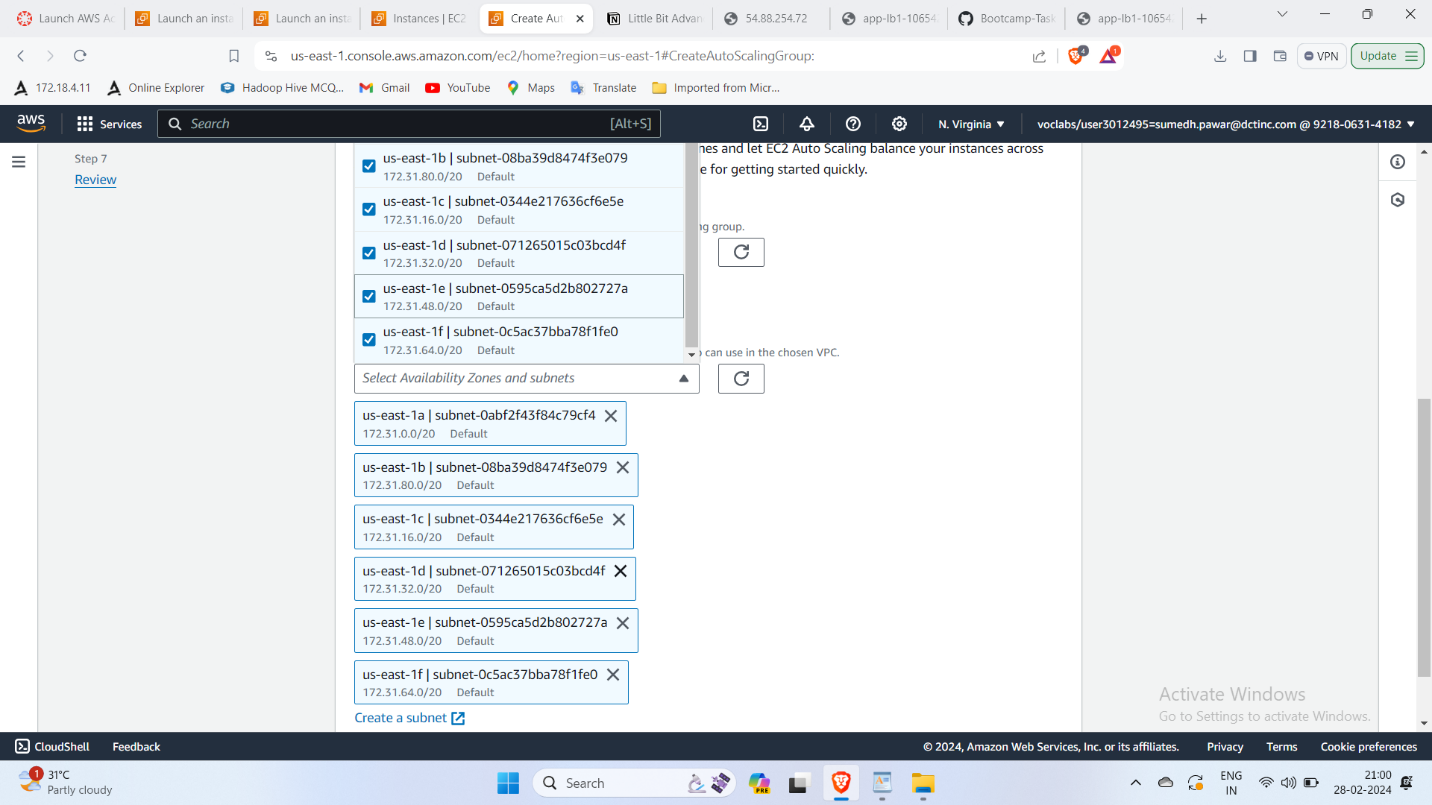 Launch AWS Ac
Launch an insta
Launch an insta
Instances | EC2
Create Aut
Little Bit Advan
54.88.254.72
app-lb1-10654
Bootcamp-Task
app-lb1-10654
us-east-1.console.aws.amazon.com/ec2/home?region=us-east-1#CreateAutoScalingGroup:
4
1
VPN
Update
172.18.4.11
Online Explorer
Hadoop Hive MCQ...
Gmail
YouTube
Maps
Translate
Imported from Micr...
aws
Services
Search
[Alt+S]
N. Virginia
voclabs/user3012495=sumedh.pawar@dctinc.com @ 9218-0631-4182
Step 7
Review
us-east-1b | subnet-08ba39d8474f3e079
172.31.80.0/20 Default
us-east-1c | subnet-0344e217636cf6e5e
172.31.16.0/20 Default
us-east-1d | subnet-071265015c03bcd4f
172.31.32.0/20 Default
us-east-1e | subnet-0595ca5d2b802727a
172.31.48.0/20 Default
us-east-1f | subnet-0c5ac37bba78f1fe0
172.31.64.0/20 Default
nes and let EC2 Auto Scaling balance your instances across
e for getting started quickly.
ng group.
can use in the chosen VPC.
Select Availability Zones and subnets
us-east-1a | subnet-0abf2f43f84c79cf4
172.31.0.0/20 Default
us-east-1b | subnet-08ba39d8474f3e079
172.31.80.0/20 Default
us-east-1c | subnet-0344e217636cf6e5e
172.31.16.0/20 Default
us-east-1d | subnet-071265015c03bcd4f
172.31.32.0/20 Default
us-east-1e | subnet-0595ca5d2b802727a
172.31.48.0/20 Default
us-east-1f | subnet-0c5ac37bba78f1fe0
172.31.64.0/20 Default
Create a subnet
Activate Windows
Go to Settings to activate Windows.
CloudShell
Feedback
© 2024, Amazon Web Services, Inc. or its affiliates.
Privacy
Terms
Cookie preferences
1
31°C
Partly cloudy
Search
PRE
ENG
IN
21:00
28-02-2024